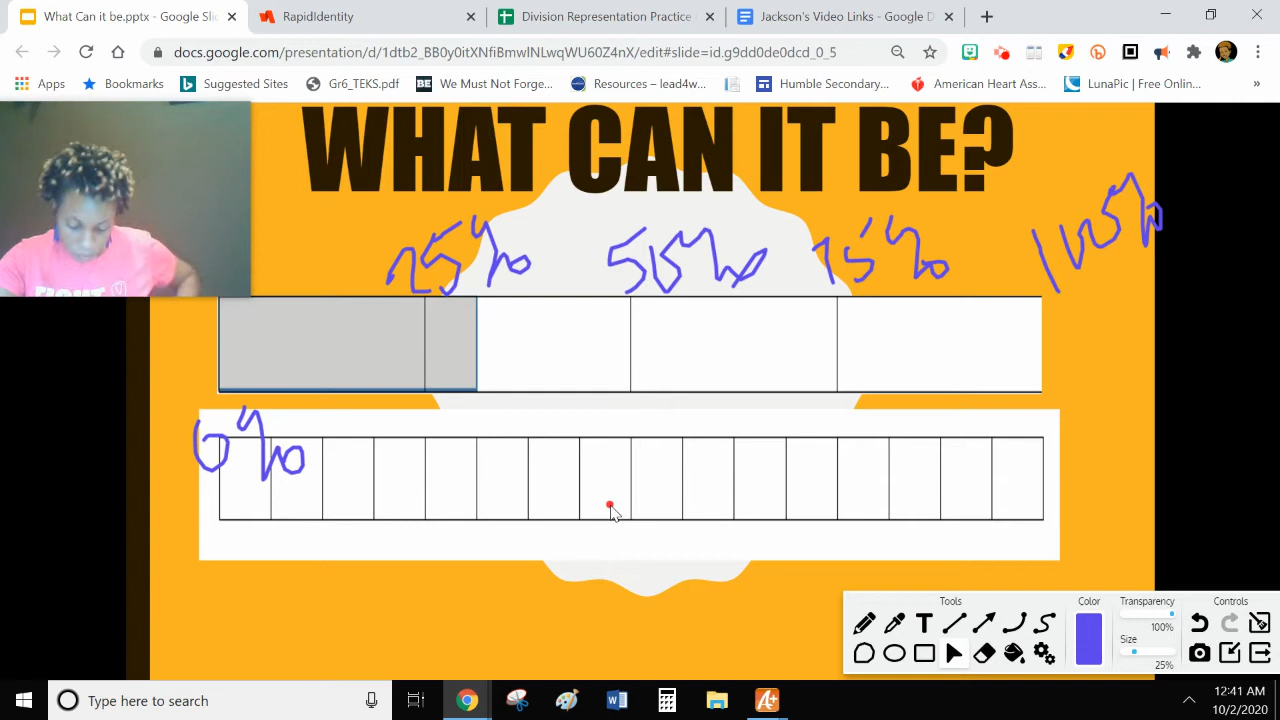 What Can it be.pptx - Google Sli
RapidIdentity
Division Representation Practice
Jackson's Video Links - Google D
docs.google.com/presentation/d/1dtb2_BB0y0itXNfiBmwlNLwqWU60Z4nX/edit#slide=id.g9dd0de0dcd_0_5
Apps
Bookmarks
Suggested Sites
Gr6_TEKS.pdf
BE We Must Not Forge...
Resources – lead4w...
Humble Secondary...
American Heart Ass...
LunaPic | Free Onlin...
»
WHAT CAN IT BE?
25%
50%
75%
100%
0%
Tools
Color
Transparency
Controls
100%
Size
25%
Type here to search
12:41 AM
10/2/2020